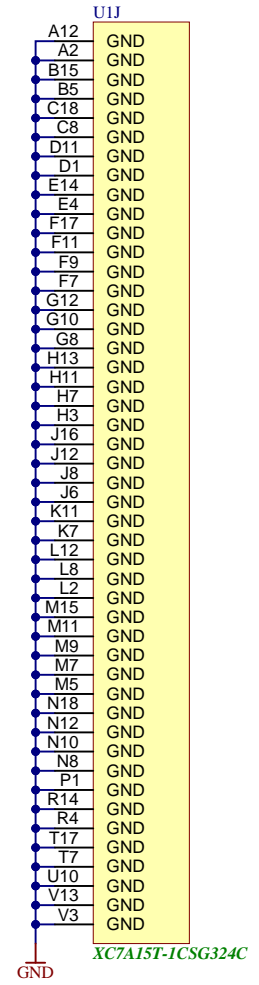 U1J
A12 GND
A2 GND
B15 GND
B5 GND
C18 GND
C8 GND
D11 GND
D1 GND
E14 GND
E4 GND
F17 GND
F11 GND
F9 GND
F7 GND
G12 GND
G10 GND
G8 GND
H13 GND
H11 GND
H7 GND
H3 GND
J16 GND
J12 GND
J8 GND
J6 GND
K11 GND
K7 GND
L12 GND
L8 GND
L2 GND
M15 GND
M11 GND
M9 GND
M7 GND
M5 GND
N18 GND
N12 GND
N10 GND
N8 GND
P1 GND
R14 GND
R4 GND
T17 GND
T7 GND
U10 GND
V13 GND
V3 GND
XC7A15T-1CSG324C
GND